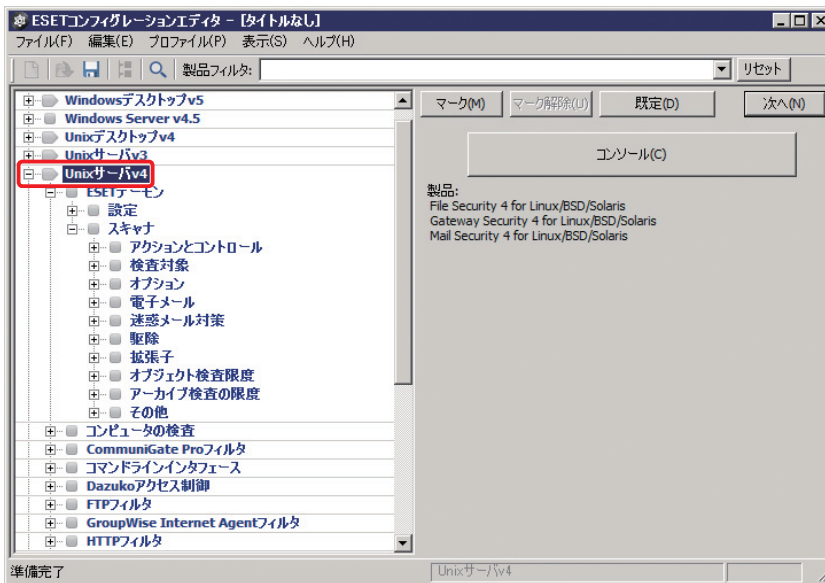 ESETコンフィグレーションエディタ - [タイトルなし]
ファイル(F) 編集(E) プロファイル(P) 表示(S) ヘルプ(H)
製品フィルタ: リセット
Windowsデスクトップv5
Windows Server v4.5
Unixデスクトップv4
Unixサーバv3
Unixサーバv4
ESETデーモン
設定
スキャナ
アクションとコントロール
検査対象
オプション
電子メール
迷惑メール対策
駆除
拡張子
オブジェクト検査限度
アーカイブ検査の限度
その他
コンピュータの検査
CommuniGate Proフィルタ
コマンドラインインタフェース
Dazukoアクセス制御
FTPフィルタ
GroupWise Internet Agentフィルタ
HTTPフィルタ
マーク(M) マーク解除(U) 既定(D) 次へ(N)
コンソール(C)
製品:
File Security 4 for Linux/BSD/Solaris
Gateway Security 4 for Linux/BSD/Solaris
Mail Security 4 for Linux/BSD/Solaris
準備完了 Unixサーバv4